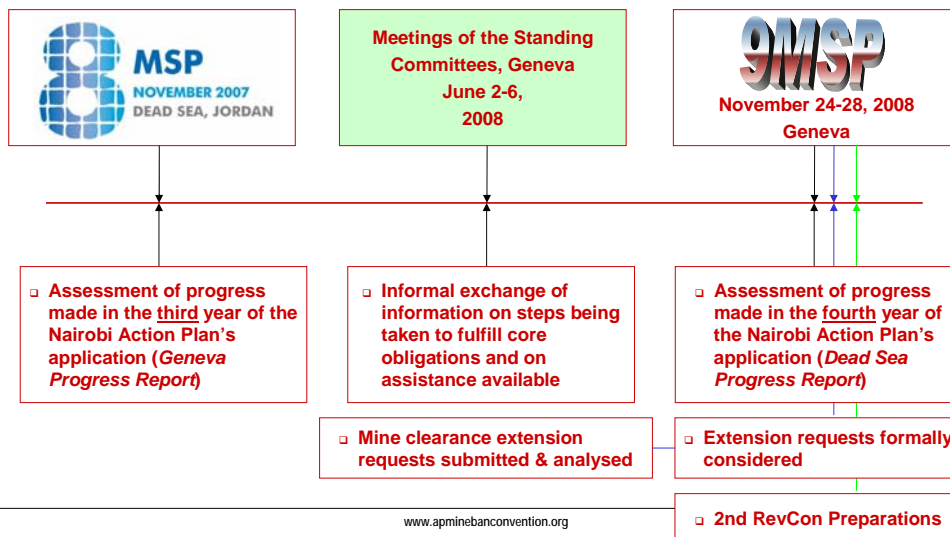 8
MSP
NOVEMBER 2007
DEAD SEA, JORDAN
Meetings of the Standing
Committees, Geneva
June 2-6,
2008
9MSP
November 24-28, 2008
Geneva
❑ Assessment of progress
made in the third year of the
Nairobi Action Plan’s
application (Geneva
Progress Report)
❑ Informal exchange of
information on steps being
taken to fulfill core
obligations and on
assistance available
❑ Assessment of progress
made in the fourth year of
the Nairobi Action Plan’s
application (Dead Sea
Progress Report)
❑ Mine clearance extension
requests submitted & analysed
❑ Extension requests formally
considered
❑ 2nd RevCon Preparations
www.apminebanconvention.org